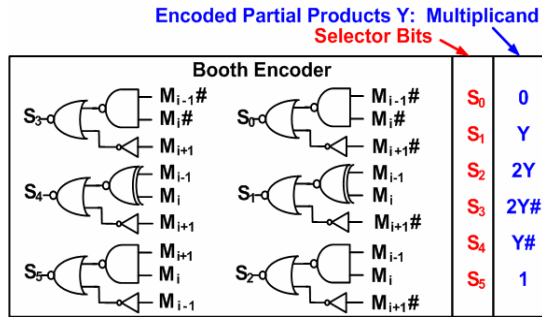 Encoded Partial Products Y: Multiplicand
Selector Bits
Booth Encoder
S3 Mi-1# Mi# Mi+1
S0 Mi-1# Mi# Mi+1#
S4 Mi-1 Mi Mi+1
S1 Mi-1 Mi Mi+1#
S5 Mi+1 Mi Mi-1
S2 Mi-1 Mi Mi+1#
S0 0
S1 Y
S2 2Y
S3 2Y#
S4 Y#
S5 1